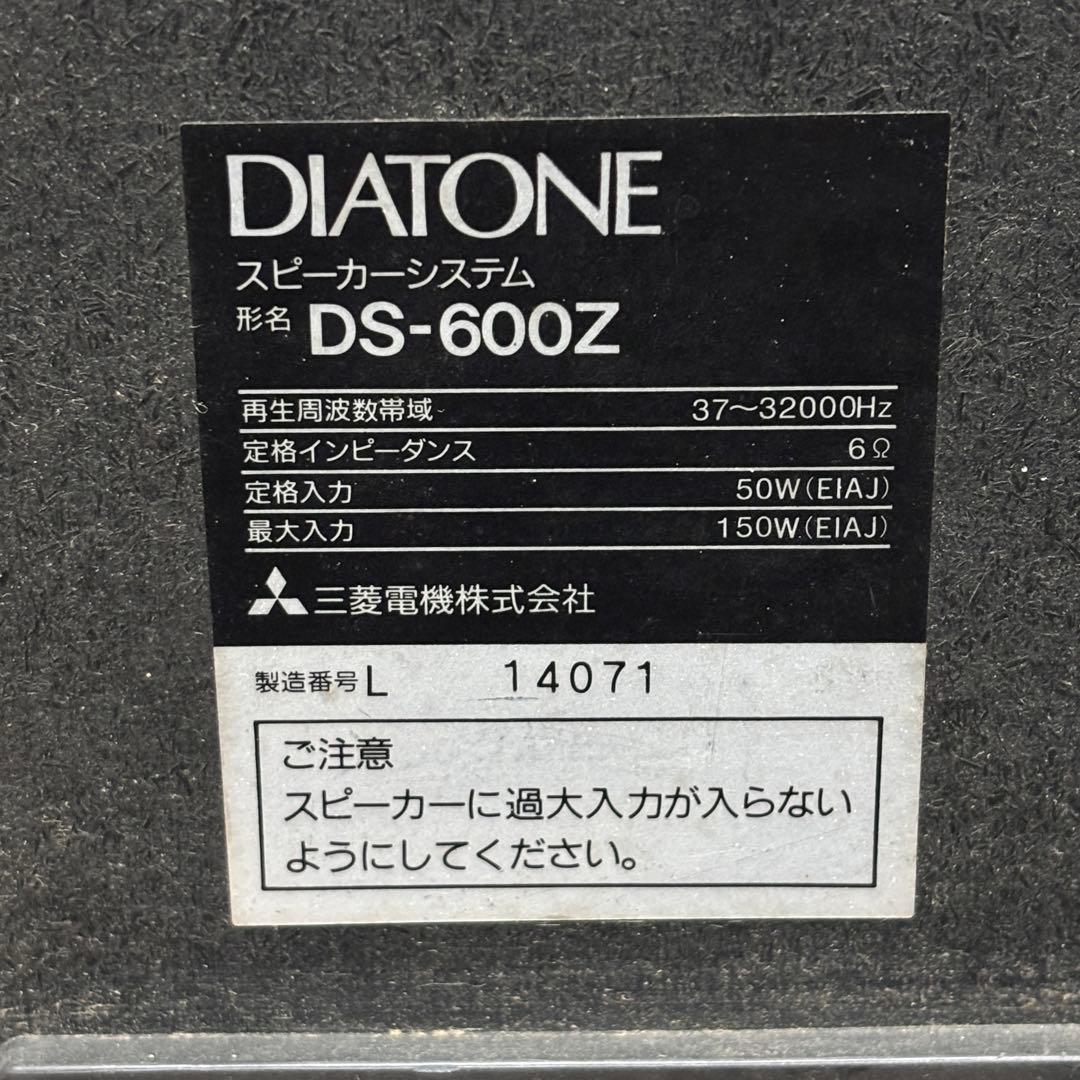 DIATONE
スピーカーシステム
形名 DS-600Z
再生周波数帯域 37〜32000Hz
定格インピーダンス 6Ω
定格入力 50W(EIAJ)
最大入力 150W(EIAJ)
三菱電機株式会社
製造番号 L 14071
ご注意
スピーカーに過大入力が入らない
ようにしてください。